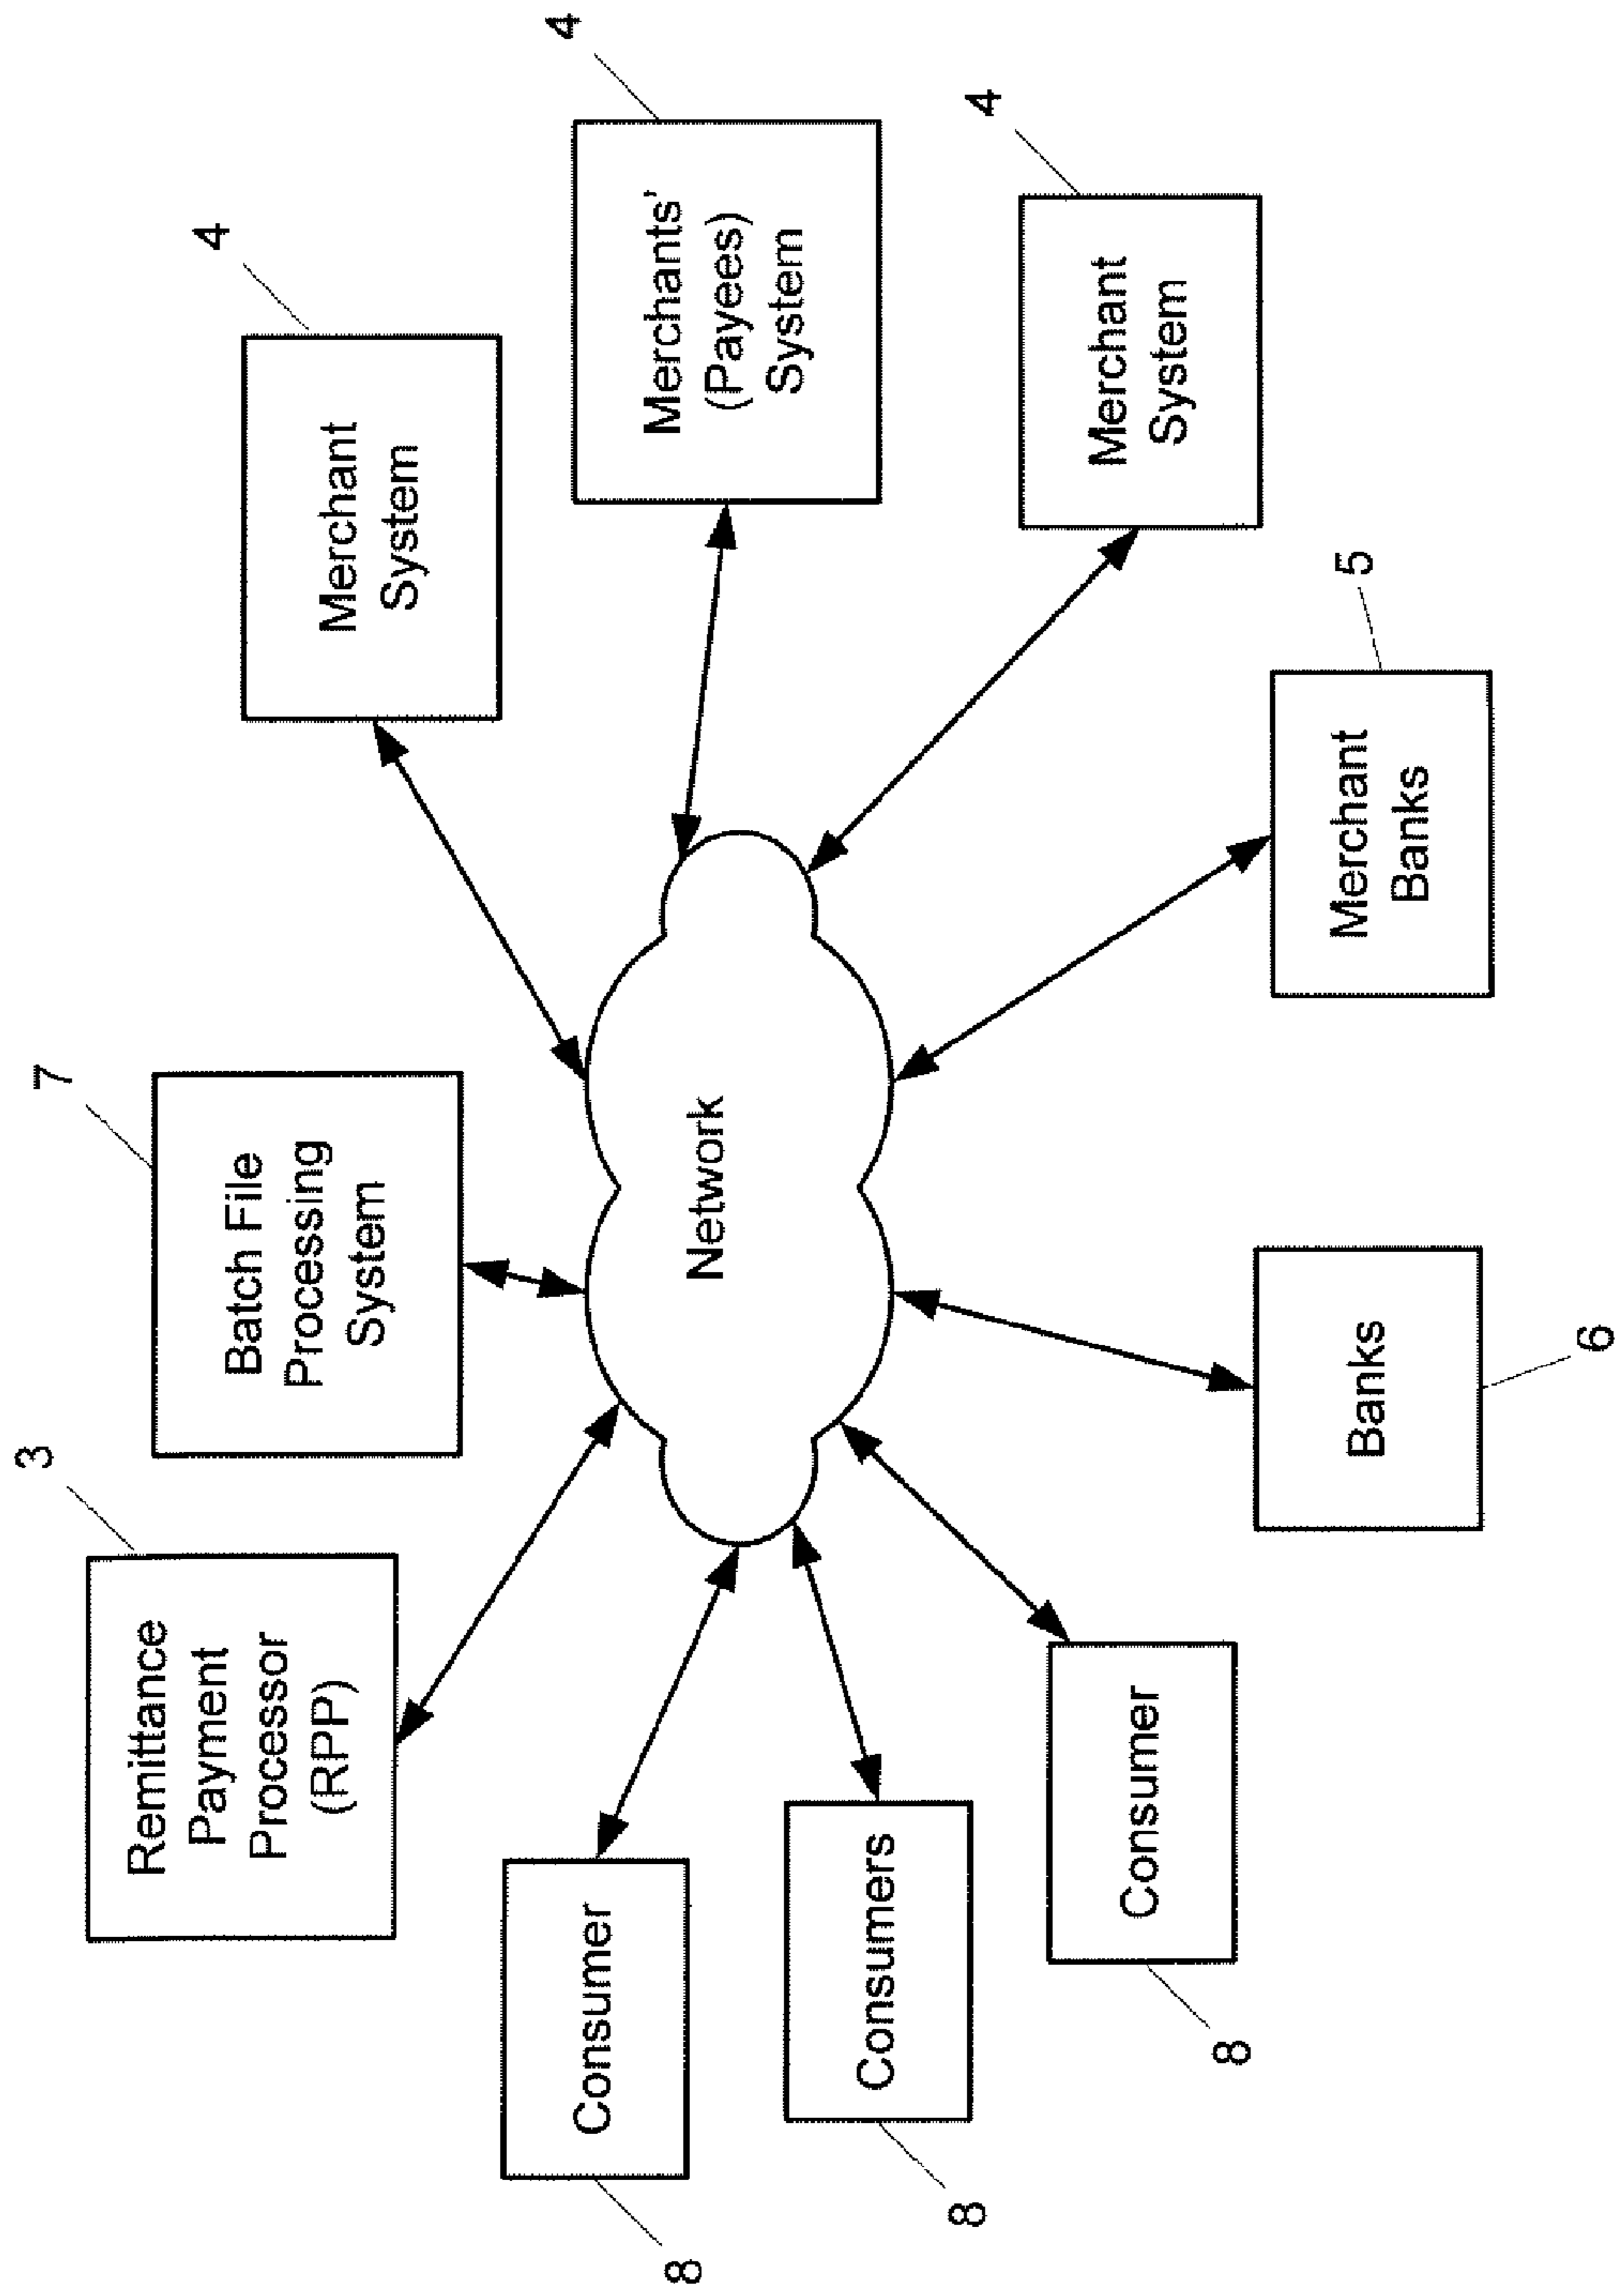 3
Remittance
Payment
Processor
(RPP)
7
Batch File
Processing
System
4
Merchant
System
4
Merchants'
(Payees)
System
4
Merchant
System
Network
8
Consumer
8
Consumers
8
Consumer
Banks
6
5
Merchant
Banks